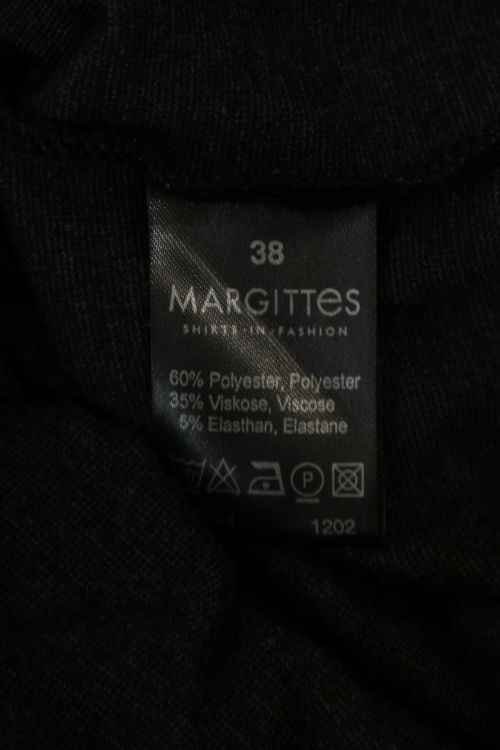 38
MARGITTES
SHIRTS·IN·FASHION
60% Polyester, Polyester
35% Viskose, Viscose
5% Elasthan, Elastane
P
1202